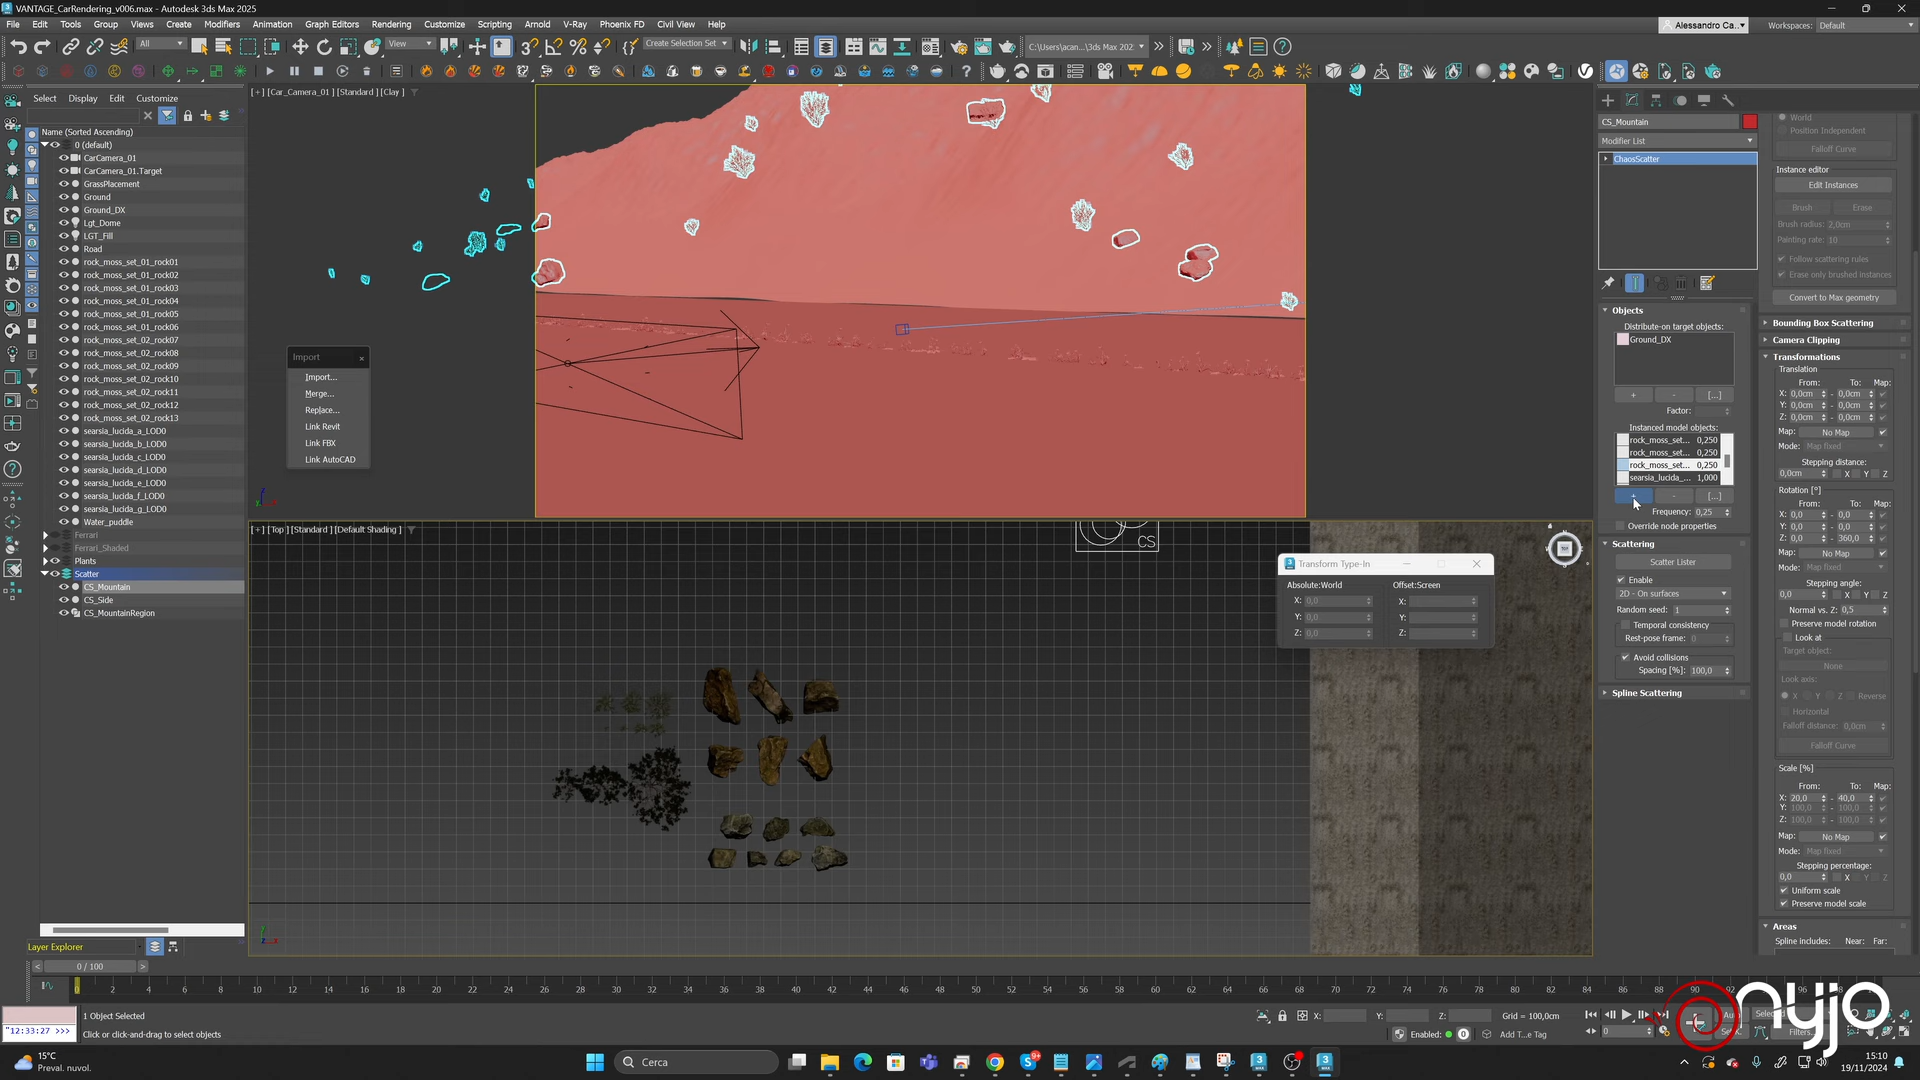 VANTAGE_CarRendering_v006.max - Autodesk 3ds Max 2025
File Edit Tools Group Views Create Modifiers Animation Graph Editors Rendering Customize Scripting Arnold V-Ray Phoenix FD Civil View Help
Alessandro Ca...
Workspaces: Default
All
View
Create Selection Set
C:\Users\acan...\3ds Max 202
Select Display Edit Customize
Name (Sorted Ascending)
0 (default)
CarCamera_01
CarCamera_01.Target
GrassPlacement
Ground
Ground_DX
Lgt_Dome
LGT_Fill
Road
rock_moss_set_01_rock01
rock_moss_set_01_rock02
rock_moss_set_01_rock03
rock_moss_set_01_rock04
rock_moss_set_01_rock05
rock_moss_set_01_rock06
rock_moss_set_02_rock07
rock_moss_set_02_rock08
rock_moss_set_02_rock09
rock_moss_set_02_rock10
rock_moss_set_02_rock11
rock_moss_set_02_rock12
rock_moss_set_02_rock13
searsia_lucida_a_LOD0
searsia_lucida_b_LOD0
searsia_lucida_c_LOD0
searsia_lucida_d_LOD0
searsia_lucida_e_LOD0
searsia_lucida_f_LOD0
searsia_lucida_g_LOD0
Water_puddle
Ferrari
Ferrari_Shaded
Plants
Scatter
CS_Mountain
CS_Side
CS_MountainRegion
Layer Explorer
[+] [Car_Camera_01 ] [Standard ] [Clay ]
Import
Import...
Merge...
Replace...
Link Revit
Link FBX
Link AutoCAD
[+] [Top ] [Standard ] [Default Shading ]
CS
TOP
Transform Type-In
Absolute:World Offset:Screen
X: 0,0 X:
Y: 0,0 Y:
Z: 0,0 Z:
CS_Mountain
Modifier List
ChaosScatter
Objects
Distribute-on target objects:
Ground_DX
+ - [...]
Factor:
Instanced model objects:
rock_moss_set... 0,250
rock_moss_set... 0,250
rock_moss_set... 0,250
searsia_lucida_... 1,000
+ - [...]
Frequency: 0,25
Override node properties
Scattering
Scatter Lister
Enable
2D - On surfaces
Random seed: 1
Temporal consistency
Rest-pose frame: 0
Avoid collisions
Spacing [%]: 100,0
Spline Scattering
World
Position Independent
Falloff Curve
Instance editor
Edit Instances
Brush Erase
Brush radius: 2,0cm
Painting rate: 10
Follow scattering rules
Erase only brushed instances
Convert to Max geometry
Bounding Box Scattering
Camera Clipping
Transformations
Translation
From: To: Map:
X: 0,0cm - 0,0cm
Y: 0,0cm - 0,0cm
Z: 0,0cm - 0,0cm
Map: No Map
Mode: Map fixed
Stepping distance:
0,0cm X Y Z
Rotation [°]
From: To: Map:
X: 0,0 - 0,0
Y: 0,0 - 0,0
Z: 0,0 - 360,0
Map: No Map
Mode: Map fixed
Stepping angle:
0,0 X Y Z
Normal vs. Z: 0,5
Preserve model rotation
Look at
Target object:
None
Look axis:
X Y Z Reverse
Horizontal
Falloff distance: 0,0cm
Falloff Curve
Scale [%]
From: To: Map:
X: 20,0 - 40,0
Y: 100,0 - 100,0
Z: 100,0 - 100,0
Map: No Map
Mode: Map fixed
Stepping percentage:
0,0 X Y Z
Uniform scale
Preserve model scale
Areas
Spline includes: Near: Far:
< 0 / 100 >
0 2 4 6 8 10 12 14 16 18 20 22 24 26 28 30 32 34 36 38 40 42 44 46 48 50 52 54 56 58 60 62 64 66 68 70 72 74 76 78 80 82 84 86 88 90
"12:33:27 >>>
1 Object Selected
Click or click-and-drag to select objects
X: Y: Z: Grid = 100,0cm
Enabled: 0 Add T...e Tag
0
Selected
Filters...
nyjo
15°C
Preval. nuvol.
Cerca
15:10
19/11/2024